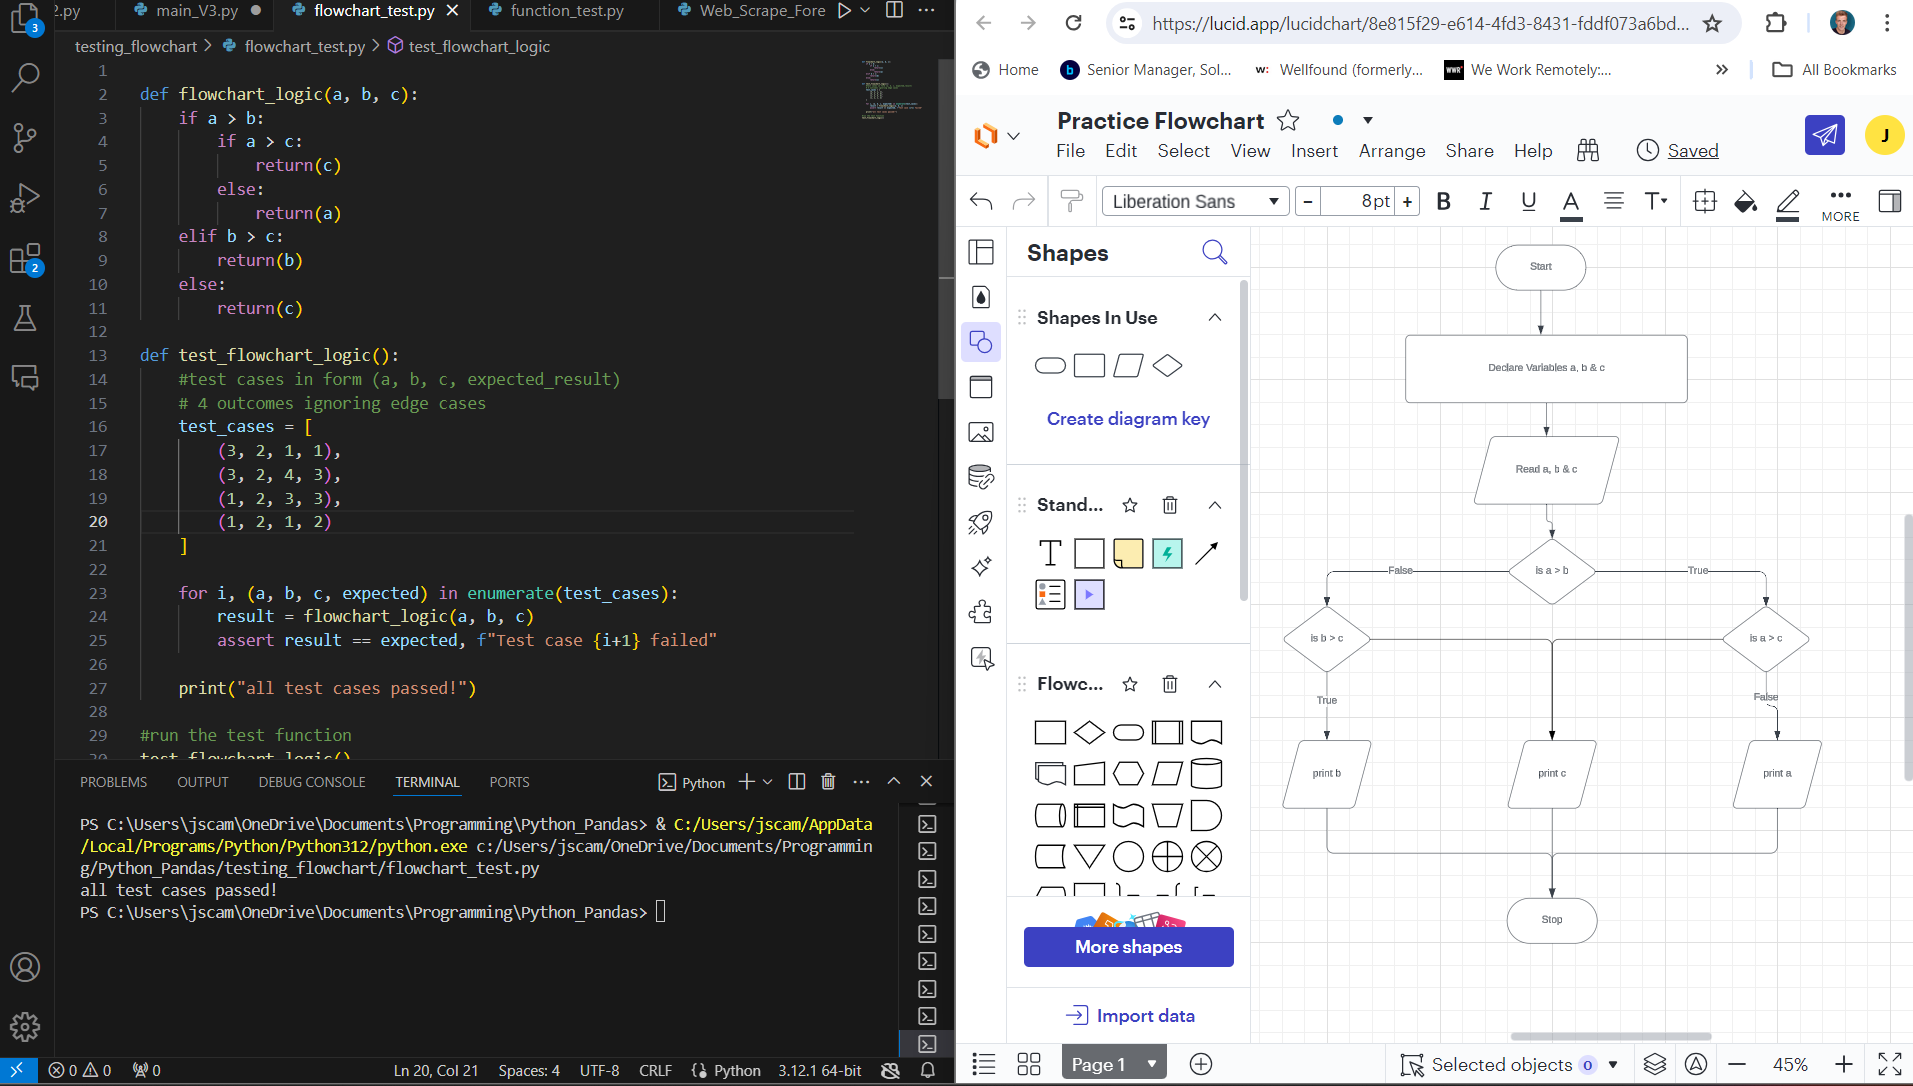 2.py
main_V3.py
flowchart_test.py
function_test.py
Web_Scrape_Fore
3
testing_flowchart > flowchart_test.py > test_flowchart_logic
1
2 def flowchart_logic(a, b, c):
3 if a > b:
4 if a > c:
5 return(c)
6 else:
7 return(a)
8 elif b > c:
9 return(b)
10 else:
11 return(c)
12
13 def test_flowchart_logic():
14 #test cases in form (a, b, c, expected_result)
15 # 4 outcomes ignoring edge cases
16 test_cases = [
17 (3, 2, 1, 1),
18 (3, 2, 4, 3),
19 (1, 2, 3, 3),
20 (1, 2, 1, 2)
21 ]
22
23 for i, (a, b, c, expected) in enumerate(test_cases):
24 result = flowchart_logic(a, b, c)
25 assert result == expected, f"Test case {i+1} failed"
26
27 print("all test cases passed!")
28
29 #run the test function
30 test_flowchart_logic()
2
PROBLEMS OUTPUT DEBUG CONSOLE TERMINAL PORTS
Python
PS C:\Users\jscam\OneDrive\Documents\Programming\Python_Pandas> & C:/Users/jscam/AppData
/Local/Programs/Python/Python312/python.exe c:/Users/jscam/OneDrive/Documents/Programmin
g/Python_Pandas/testing_flowchart/flowchart_test.py
all test cases passed!
PS C:\Users\jscam\OneDrive\Documents\Programming\Python_Pandas>
0 0 0
Ln 20, Col 21 Spaces: 4 UTF-8 CRLF Python 3.12.1 64-bit
https://lucid.app/lucidchart/8e815f29-e614-4fd3-8431-fddf073a6bd...
Home
b Senior Manager, Sol...
w: Wellfound (formerly...
WWR We Work Remotely:...
All Bookmarks
Practice Flowchart
File Edit Select View Insert Arrange Share Help
Saved
J
Liberation Sans
- 8pt +
B I U A T
MORE
Shapes
Shapes In Use
Create diagram key
Stand...
T
Flowc...
More shapes
Import data
Start
Declare Variables a, b & c
Read a, b & c
is a > b
False
True
is b > c
is a > c
True
False
print b
print c
print a
Stop
Page 1
Selected objects 0
45%